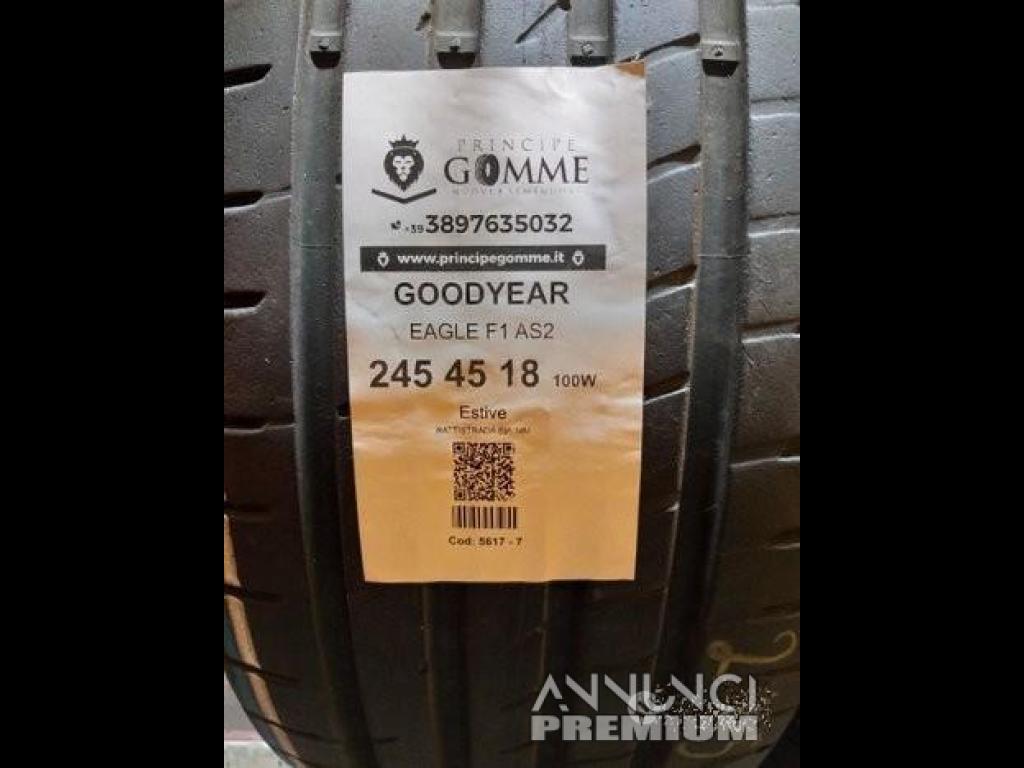 PRINCIPE
GOMME
+39 3897635032
www.principegomme.it
GOODYEAR
EAGLE F1 AS2
245 45 18 100W
Estive
BATTISTRADA
Cod: 5617 - 7
ANNUNCI
PREMIUM